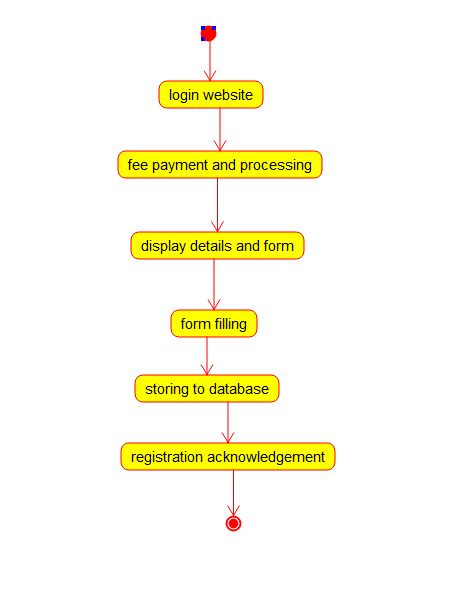 login website
fee payment and processing
display details and form
form filling
storing to database
registration acknowledgement